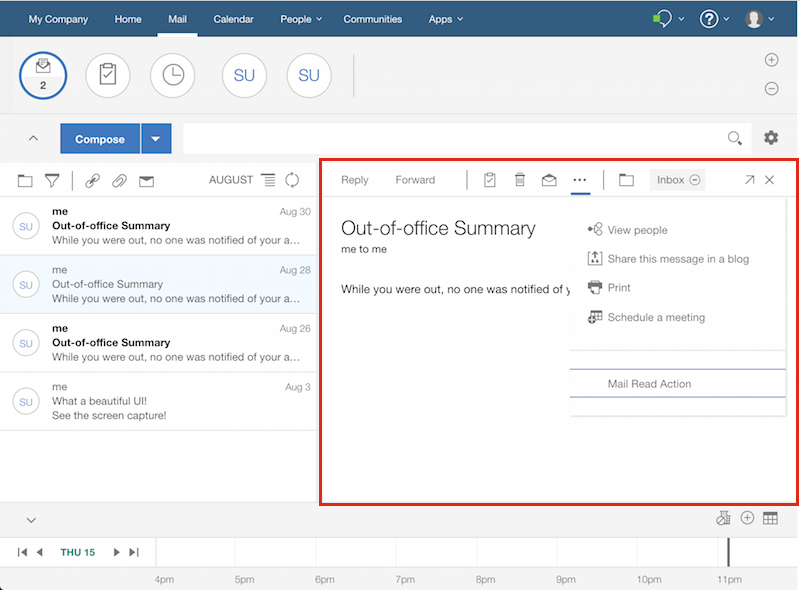 My Company Home Mail Calendar People Communities Apps
2
SU SU
Compose
AUGUST
Reply Forward Inbox
me Aug 30
SU
Out-of-office Summary
While you were out, no one was notified of your a...
me Aug 28
SU
Out-of-office Summary
While you were out, no one was notified of your a...
me Aug 26
SU
Out-of-office Summary
While you were out, no one was notified of your a...
me Aug 3
SU
What a beautiful UI!
See the screen capture!
Out-of-office Summary
me to me
While you were out, no one was notified of y
View people
Share this message in a blog
Print
Schedule a meeting
Mail Read Action
THU 15
4pm 5pm 6pm 7pm 8pm 9pm 10pm 11pm